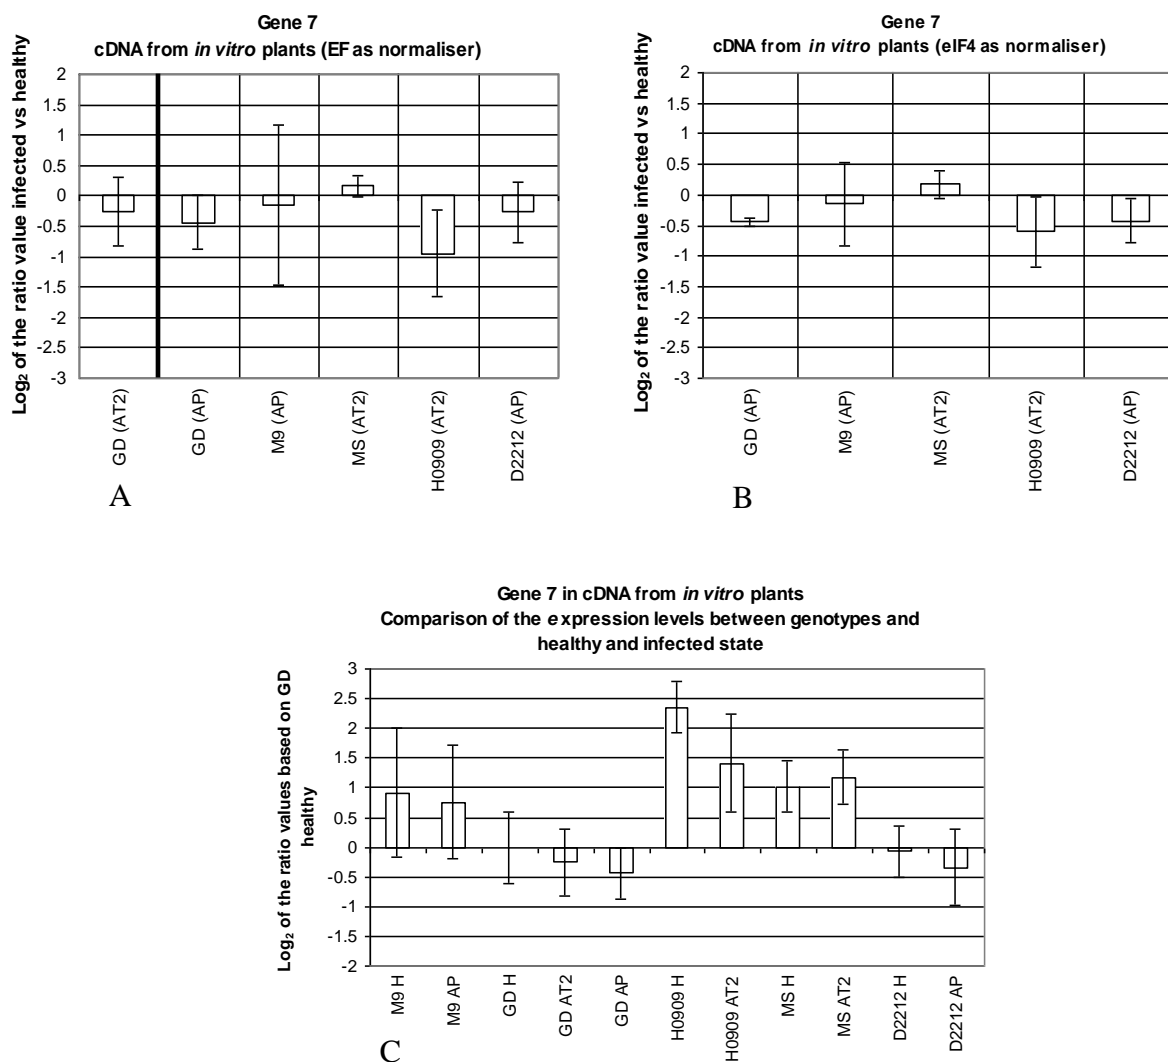 Gene 7
cDNA from in vitro plants (EF as normaliser)
Log₂ of the ratio value infected vs healthy
2
1.5
1
0.5
0
-0.5
-1
-1.5
-2
-2.5
-3
GD (AT2)
GD (AP)
M9 (AP)
MS (AT2)
H0909 (AT2)
D2212 (AP)
A
Gene 7
cDNA from in vitro plants (eIF4 as normaliser)
Log₂ of the ratio value infected vs healthy
2
1.5
1
0.5
0
-0.5
-1
-1.5
-2
-2.5
-3
GD (AP)
M9 (AP)
MS (AT2)
H0909 (AT2)
D2212 (AP)
B
Gene 7 in cDNA from in vitro plants
Comparison of the expression levels between genotypes and
healthy and infected state
Log₂ of the ratio values based on GD
healthy
3
2.5
2
1.5
1
0.5
0
-0.5
-1
-1.5
-2
M9 H
M9 AP
GD H
GD AT2
GD AP
H0909 H
H0909 AT2
MS H
MS AT2
D2212 H
D2212 AP
C